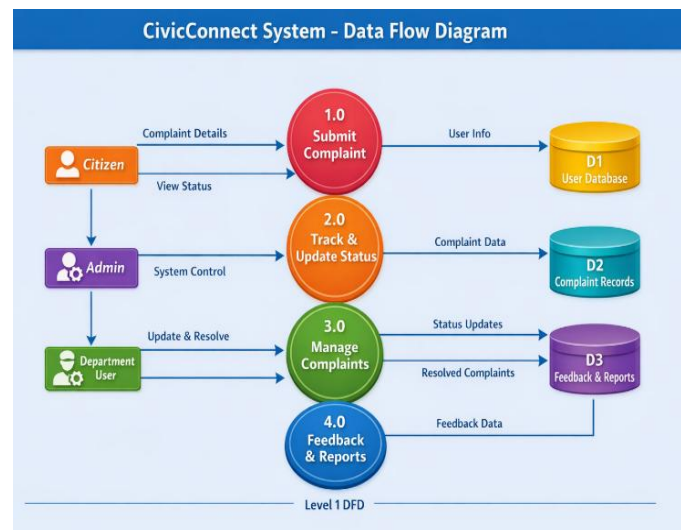 CivicConnect System - Data Flow Diagram
1.0
Submit
Complaint
Complaint Details
User Info
Citizen
View Status
D1
User Database
2.0
Track &
Update Status
Admin
System Control
Complaint Data
D2
Complaint Records
3.0
Manage
Complaints
Update & Resolve
Status Updates
Department
User
Resolved Complaints
D3
Feedback & Reports
4.0
Feedback
& Reports
Feedback Data
Level 1 DFD